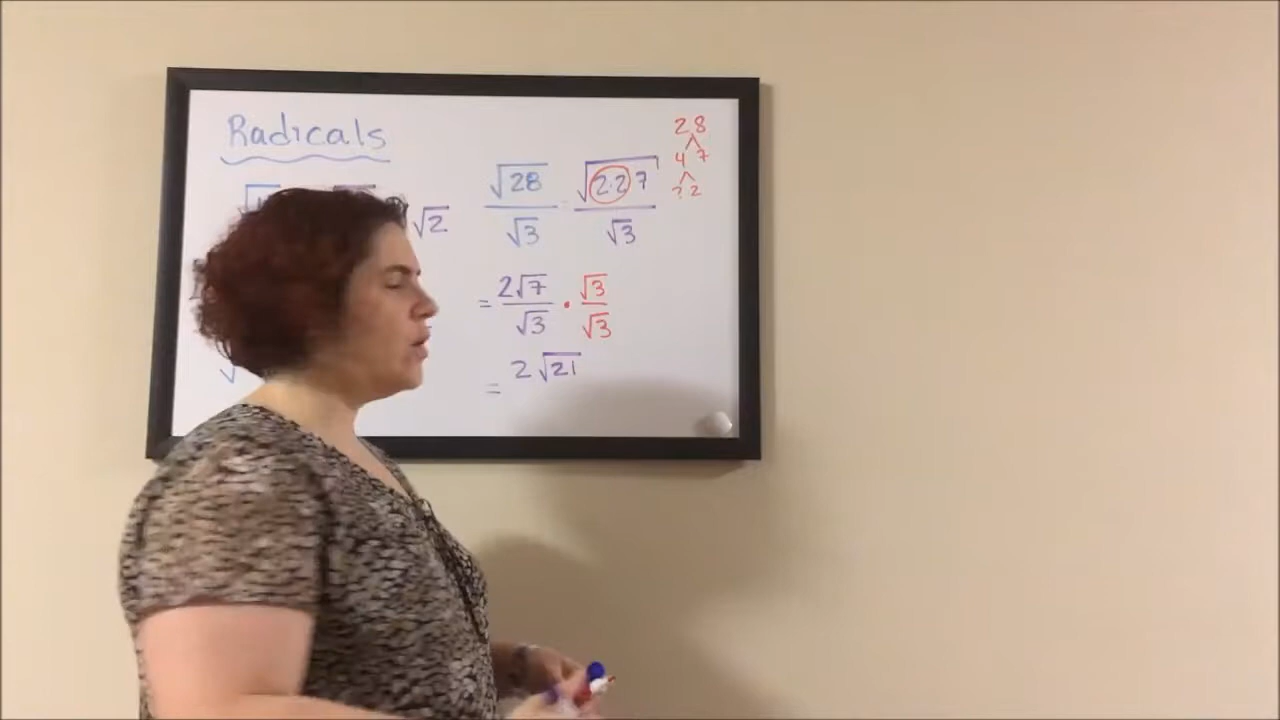 Radicals
√2
√28 / √3 = √2·2 7 / √3
28
4 7
2 2
= 2√7 / √3 · √3 / √3
= 2√21